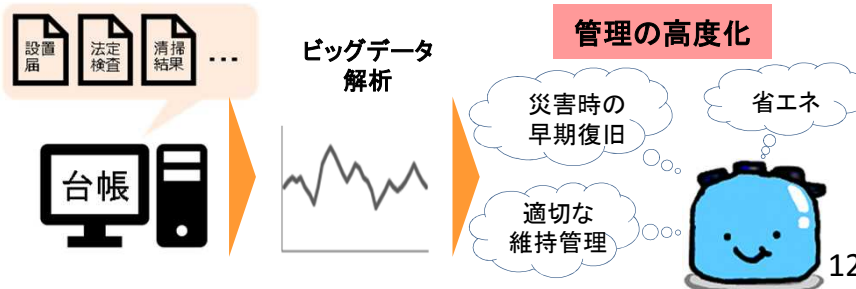 設置
届
法定
検査
清掃
結果
...
台帳
ビッグデータ
解析
管理の高度化
災害時の
早期復旧
省エネ
適切な
維持管理
12